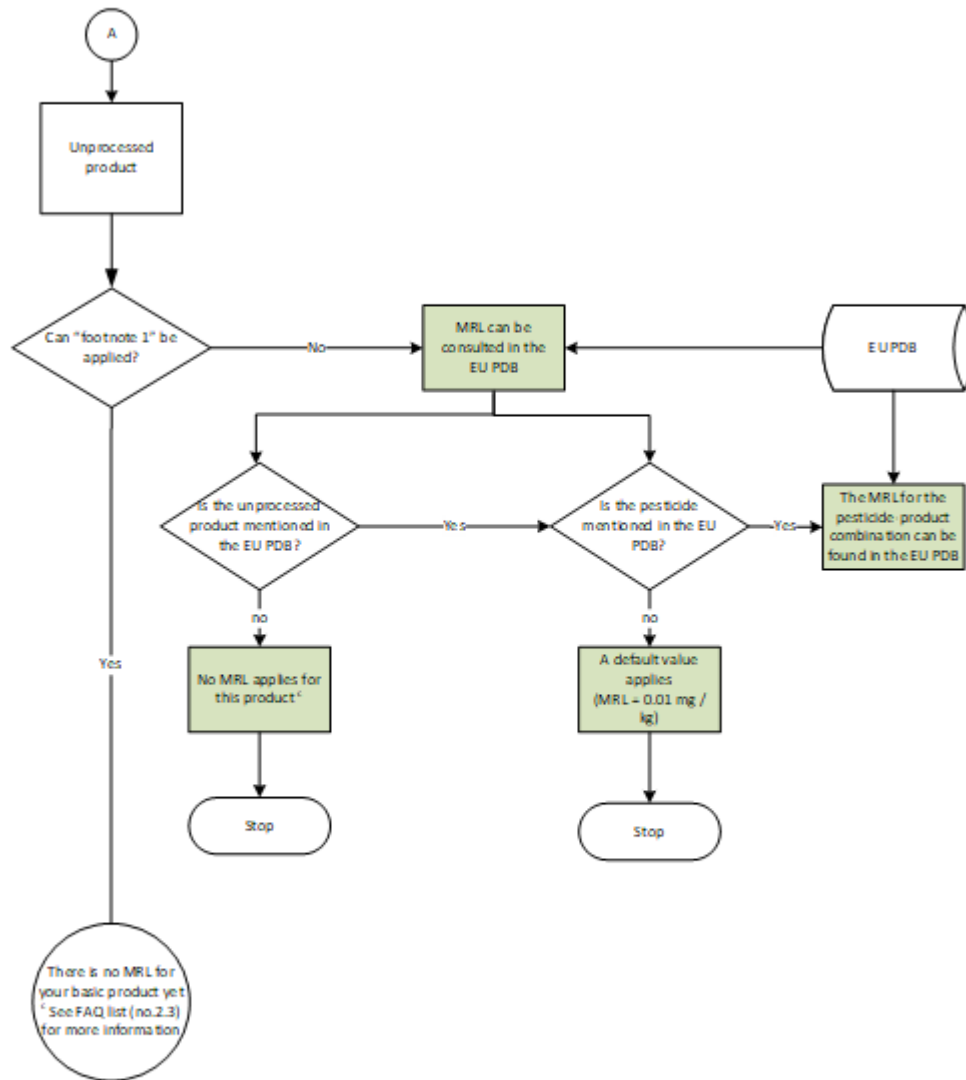 A
Unprocessed
product
Can "footnote 1" be
applied?
No
MRL can be
consulted in the
EU PDB
EU PDB
Is the unprocessed
product mentioned in
the EU PDB?
Yes
Is the pesticide
mentioned in the EU
PDB?
Yes
The MRL for the
pesticide-product
combination can be
found in the EU PDB
no
no
Yes
No MRL applies for
this product c
A default value
applies
(MRL = 0.01 mg /
kg)
Stop
Stop
There is no MRL for
your basic product yet
c See FAQ list (no.2.3)
for more information